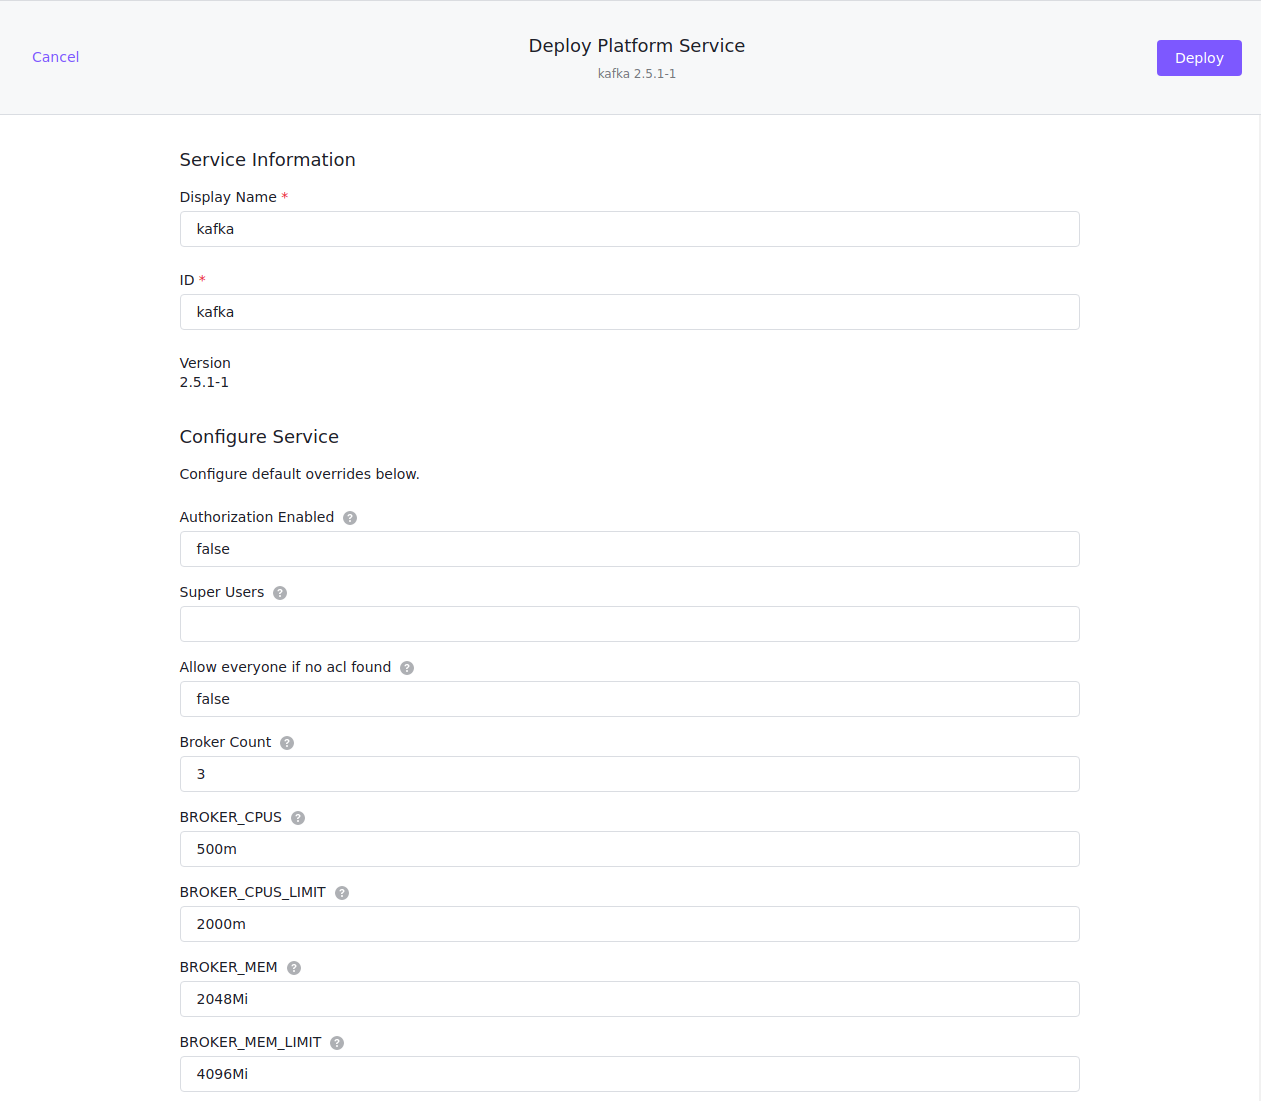 Cancel
Deploy Platform Service
kafka 2.5.1-1
Deploy
Service Information
Display Name *
kafka
ID *
kafka
Version
2.5.1-1
Configure Service
Configure default overrides below.
Authorization Enabled ?
false
Super Users ?
Allow everyone if no acl found ?
false
Broker Count ?
3
BROKER_CPUS ?
500m
BROKER_CPUS_LIMIT ?
2000m
BROKER_MEM ?
2048Mi
BROKER_MEM_LIMIT ?
4096Mi